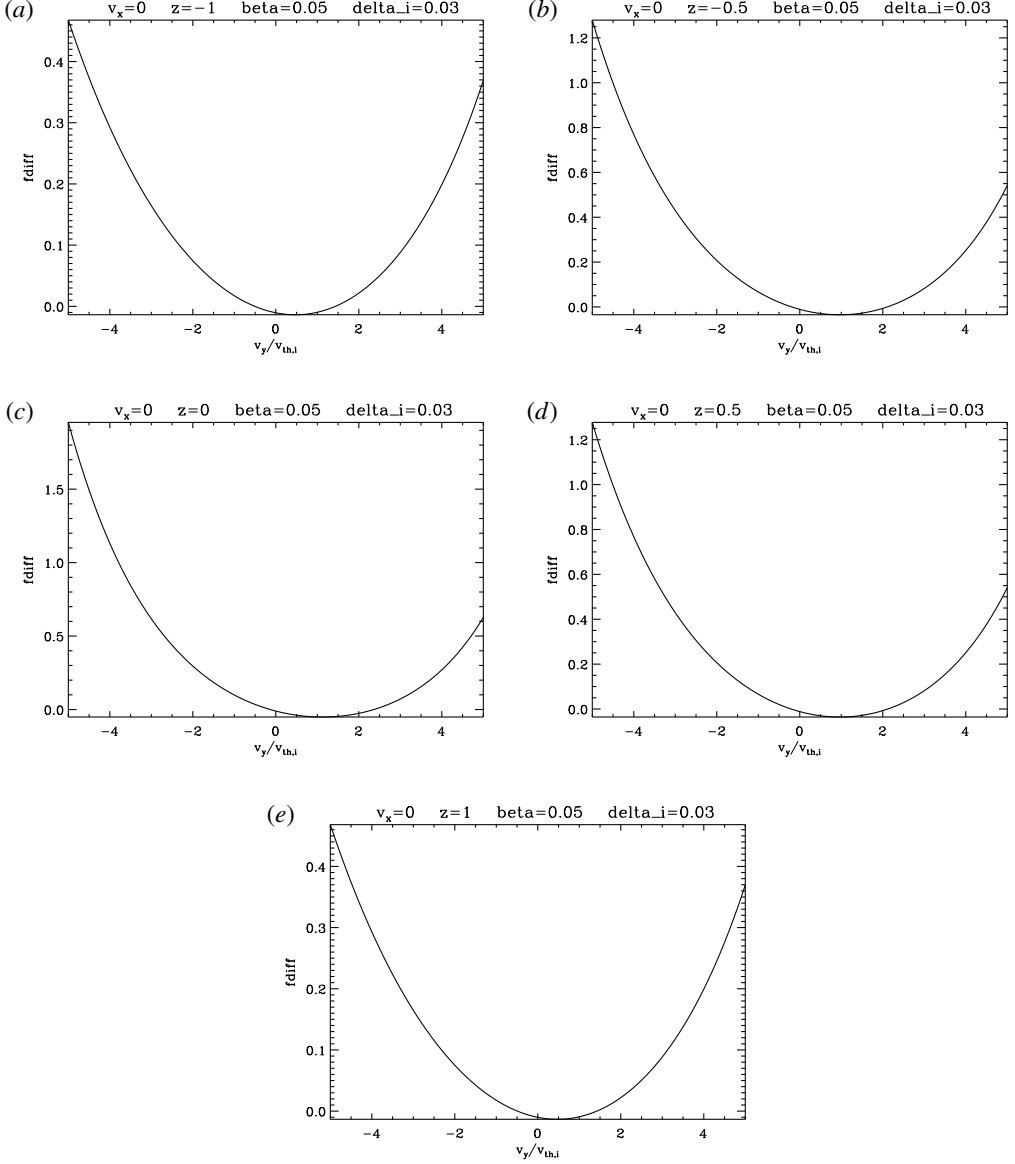 (a) v_x=0 z=−1 beta=0.05 delta_i=0.03
fdiff
0.4
0.3
0.2
0.1
0.0
−4 −2 0 2 4
v_y/v_th,i
(b) v_x=0 z=−0.5 beta=0.05 delta_i=0.03
fdiff
1.2
1.0
0.8
0.6
0.4
0.2
0.0
−4 −2 0 2 4
v_y/v_th,i
(c) v_x=0 z=0 beta=0.05 delta_i=0.03
fdiff
1.5
1.0
0.5
0.0
−4 −2 0 2 4
v_y/v_th,i
(d) v_x=0 z=0.5 beta=0.05 delta_i=0.03
fdiff
1.2
1.0
0.8
0.6
0.4
0.2
0.0
−4 −2 0 2 4
v_y/v_th,i
(e) v_x=0 z=1 beta=0.05 delta_i=0.03
fdiff
0.4
0.3
0.2
0.1
0.0
−4 −2 0 2 4
v_y/v_th,i